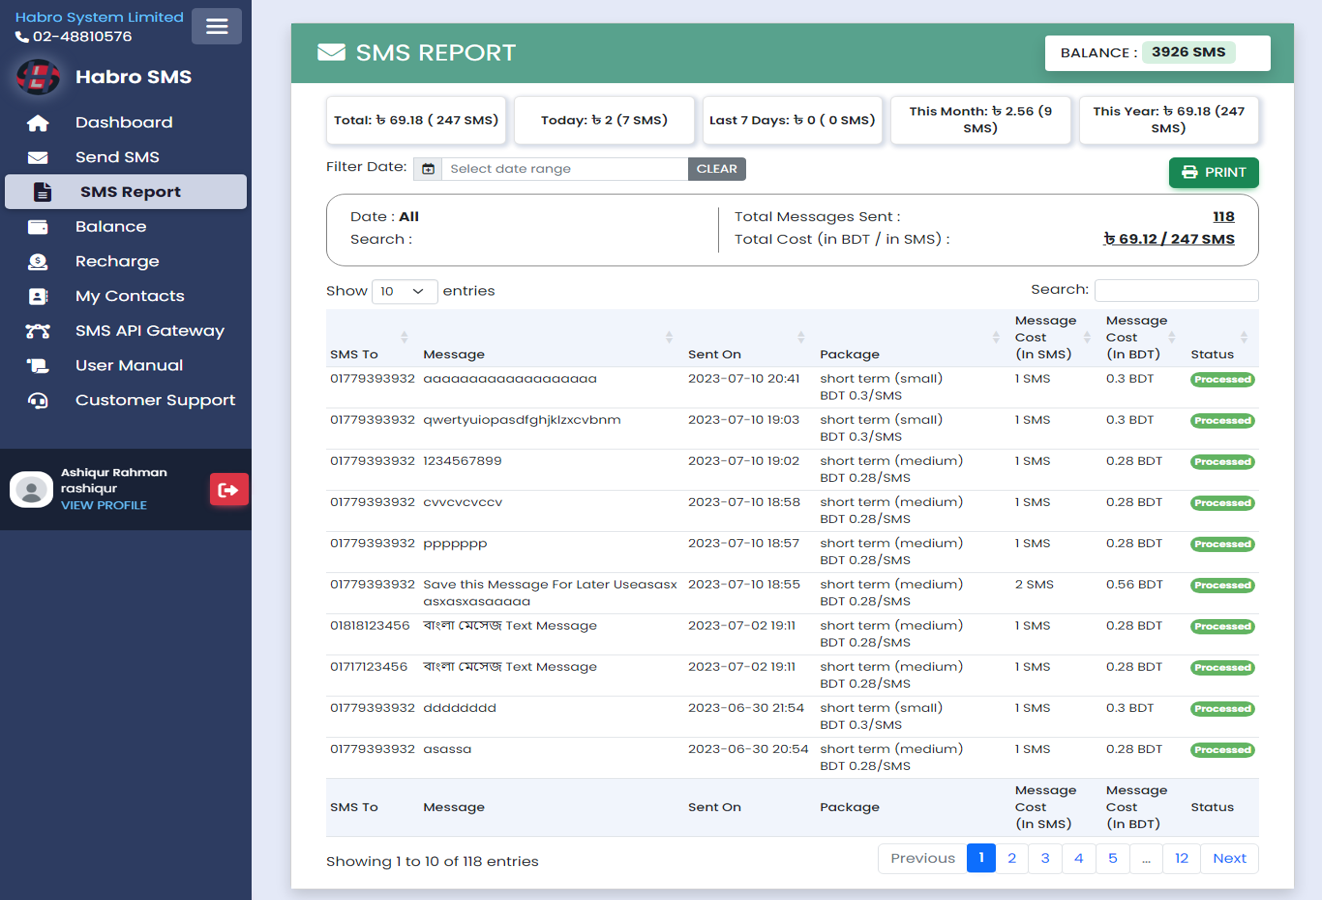 Habro System Limited
02-48810576
Habro SMS
Dashboard
Send SMS
SMS Report
Balance
Recharge
My Contacts
SMS API Gateway
User Manual
Customer Support
Ashiqur Rahman
rashiqur
VIEW PROFILE
SMS REPORT
BALANCE : 3926 SMS
Total: ৳ 69.18 ( 247 SMS)
Today: ৳ 2 (7 SMS)
Last 7 Days: ৳ 0 ( 0 SMS)
This Month: ৳ 2.56 (9
SMS)
This Year: ৳ 69.18 (247
SMS)
Filter Date: Select date range CLEAR
PRINT
Date : All
Search :
Total Messages Sent : 118
Total Cost (in BDT / in SMS) : ৳ 69.12 / 247 SMS
Show 10 entries
Search:
SMS To Message Sent On Package Message Cost (In SMS) Message Cost (In BDT) Status
01779393932 aaaaaaaaaaaaaaaaaaa 2023-07-10 20:41 short term (small) 1 SMS 0.3 BDT Processed
BDT 0.3/SMS
01779393932 qwertyuiopasdfghjklzxcvbnm 2023-07-10 19:03 short term (small) 1 SMS 0.3 BDT Processed
BDT 0.3/SMS
01779393932 1234567899 2023-07-10 19:02 short term (medium) 1 SMS 0.28 BDT Processed
BDT 0.28/SMS
01779393932 cvvcvcvccv 2023-07-10 18:58 short term (medium) 1 SMS 0.28 BDT Processed
BDT 0.28/SMS
01779393932 ppppppp 2023-07-10 18:57 short term (medium) 1 SMS 0.28 BDT Processed
BDT 0.28/SMS
01779393932 Save this Message For Later Useasasx 2023-07-10 18:55 short term (medium) 2 SMS 0.56 BDT Processed
asxasxasaaaaa BDT 0.28/SMS
01818123456 বাংলা মেসেজ Text Message 2023-07-02 19:11 short term (medium) 1 SMS 0.28 BDT Processed
BDT 0.28/SMS
01717123456 বাংলা মেসেজ Text Message 2023-07-02 19:11 short term (medium) 1 SMS 0.28 BDT Processed
BDT 0.28/SMS
01779393932 dddddddd 2023-06-30 21:54 short term (small) 1 SMS 0.3 BDT Processed
BDT 0.3/SMS
01779393932 asassa 2023-06-30 20:54 short term (medium) 1 SMS 0.28 BDT Processed
BDT 0.28/SMS
SMS To Message Sent On Package Message Cost (In SMS) Message Cost (In BDT) Status
Showing 1 to 10 of 118 entries
Previous 1 2 3 4 5 ... 12 Next